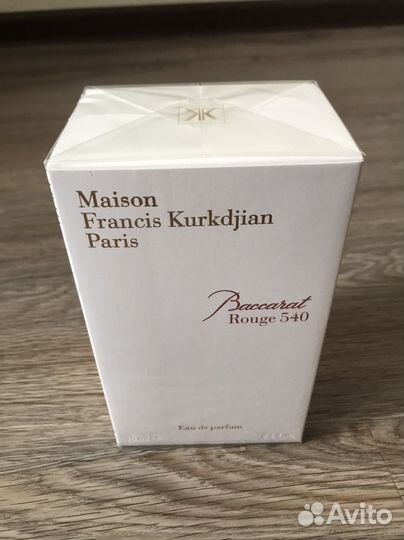 Maison
Francis Kurkdjian
Paris
Baccarat
Rouge 540
Eau de parfum
Avito